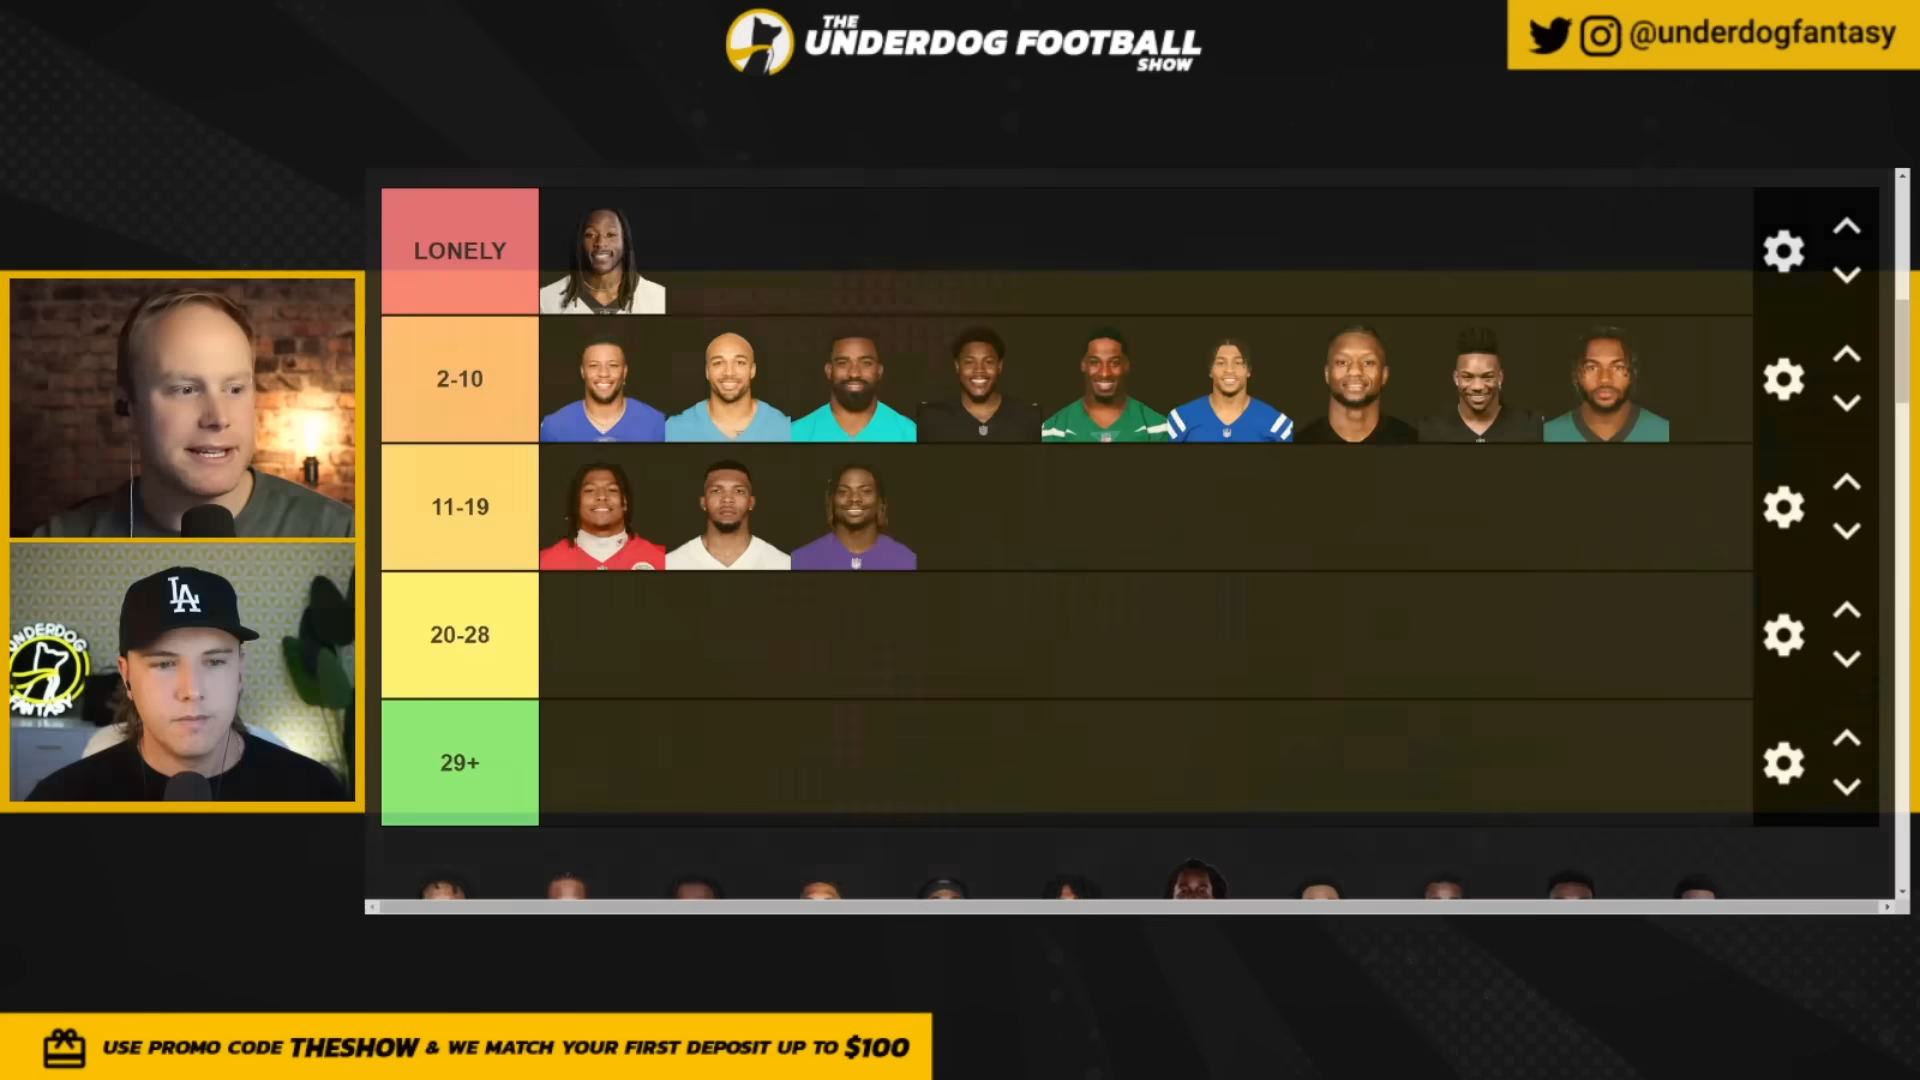 THE
UNDERDOG FOOTBALL
SHOW
@underdogfantasy
LONELY
2-10
11-19
20-28
29+
LA
UNDERDOG
FANTASY
USE PROMO CODE THESHOW & WE MATCH YOUR FIRST DEPOSIT UP TO $100